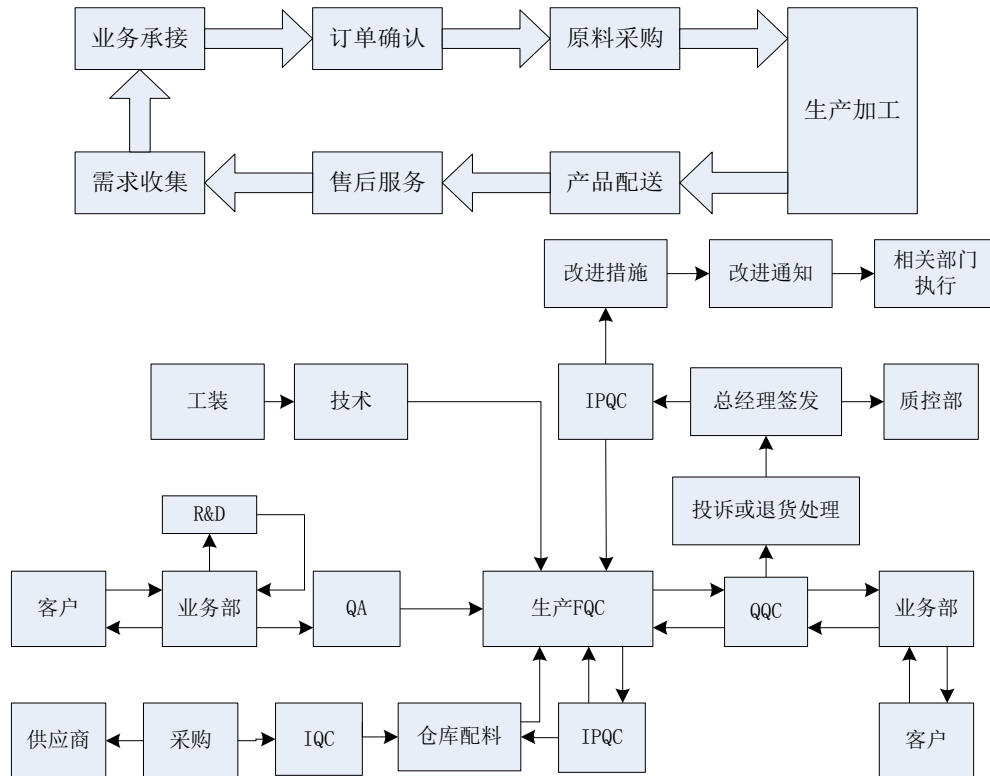 业务承接
订单确认
原料采购
生产加工
需求收集
售后服务
产品配送
改进措施
改进通知
相关部门
执行
工装
技术
IPQC
总经理签发
质控部
R&D
投诉或退货处理
客户
业务部
QA
生产FQC
QQC
业务部
供应商
采购
IQC
仓库配料
IPQC
客户